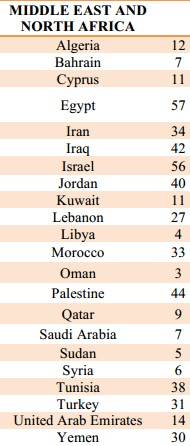 MIDDLE EAST AND
NORTH AFRICA
Algeria 12
Bahrain 7
Cyprus 11
Egypt 57
Iran 34
Iraq 42
Israel 56
Jordan 40
Kuwait 11
Lebanon 27
Libya 4
Morocco 33
Oman 3
Palestine 44
Qatar 9
Saudi Arabia 7
Sudan 5
Syria 6
Tunisia 38
Turkey 31
United Arab Emirates 14
Yemen 30